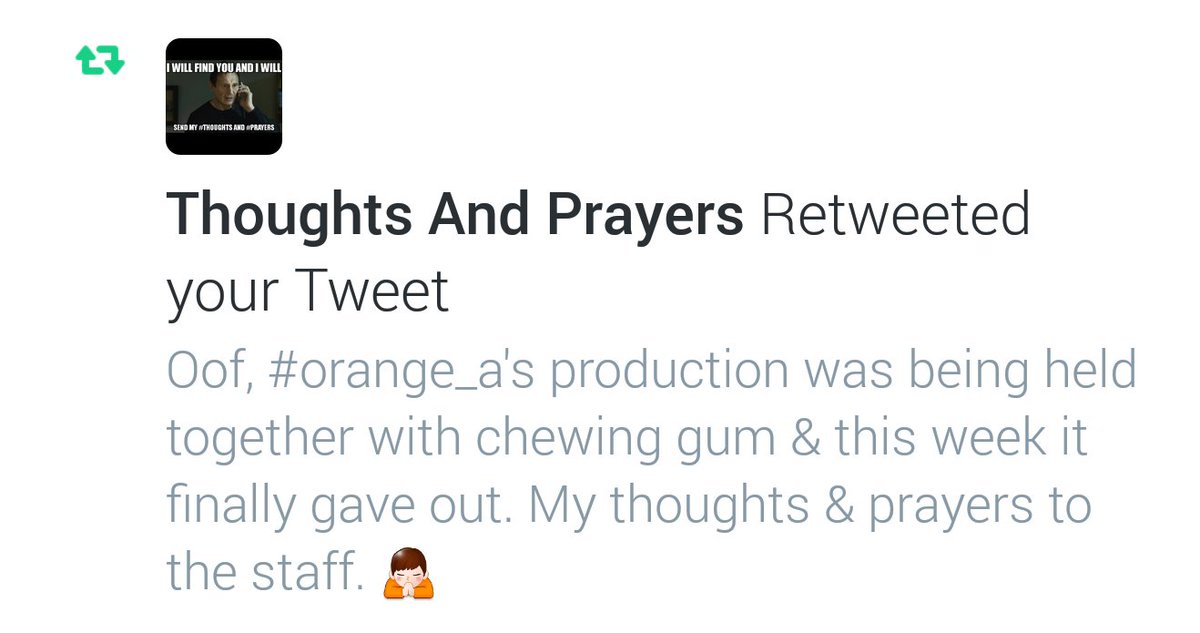 I WILL FIND YOU AND I WILL
SEND MY #THOUGHTS AND #PRAYERS
Thoughts And Prayers Retweeted
your Tweet
Oof, #orange_a's production was being held
together with chewing gum & this week it
finally gave out. My thoughts & prayers to
the staff. 🙏